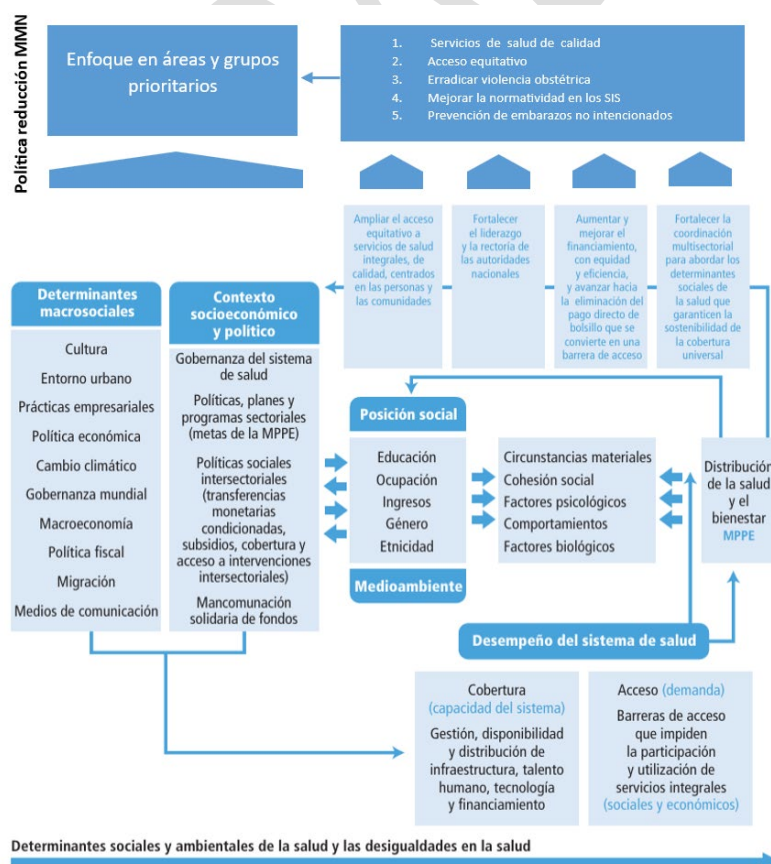 Política reducción MMN
Enfoque en áreas y grupos
prioritarios
1. Servicios de salud de calidad
2. Acceso equitativo
3. Erradicar violencia obstétrica
4. Mejorar la normatividad en los SIS
5. Prevención de embarazos no intencionados
Ampliar el acceso
equitativo a
servicios de salud
integrales, de
calidad, centrados
en las personas y
las comunidades
Fortalecer
el liderazgo
y la rectoría de
las autoridades
nacionales
Aumentar y
mejorar el
financiamiento,
con equidad
y eficiencia,
y avanzar hacia
la eliminación del
pago directo de
bolsillo que se
convierte en una
barrera de acceso
Fortalecer la
coordinación
multisectorial
para abordar los
determinantes
sociales de
de la salud que
garanticen la
sostenibilidad de
la cobertura
universal
Determinantes
macrosociales
Cultura
Entorno urbano
Prácticas empresariales
Política económica
Cambio climático
Gobernanza mundial
Macroeconomía
Política fiscal
Migración
Medios de comunicación
Contexto
socioeconómico
y político
Gobernanza del sistema
de salud
Políticas, planes y
programas sectoriales
(metas de la MPPE)
Políticas sociales
intersectoriales
(transferencias
monetarias
condicionadas,
subsidios, cobertura y
acceso a intervenciones
intersectoriales)
Mancomunación
solidaria de fondos
Posición social
Educación
Ocupación
Ingresos
Género
Etnicidad
Medioambiente
Circunstancias materiales
Cohesión social
Factores psicológicos
Comportamientos
Factores biológicos
Distribución
de la salud
y el
bienestar
MPPE
Desempeño del sistema de salud
Cobertura
(capacidad del sistema)
Gestión, disponibilidad
y distribución de
infraestructura, talento
humano, tecnología
y financiamiento
Acceso (demanda)
Barreras de acceso
que impiden
la participación
y utilización de
servicios integrales
(sociales y económicos)
Determinantes sociales y ambientales de la salud y las desigualdades en la salud